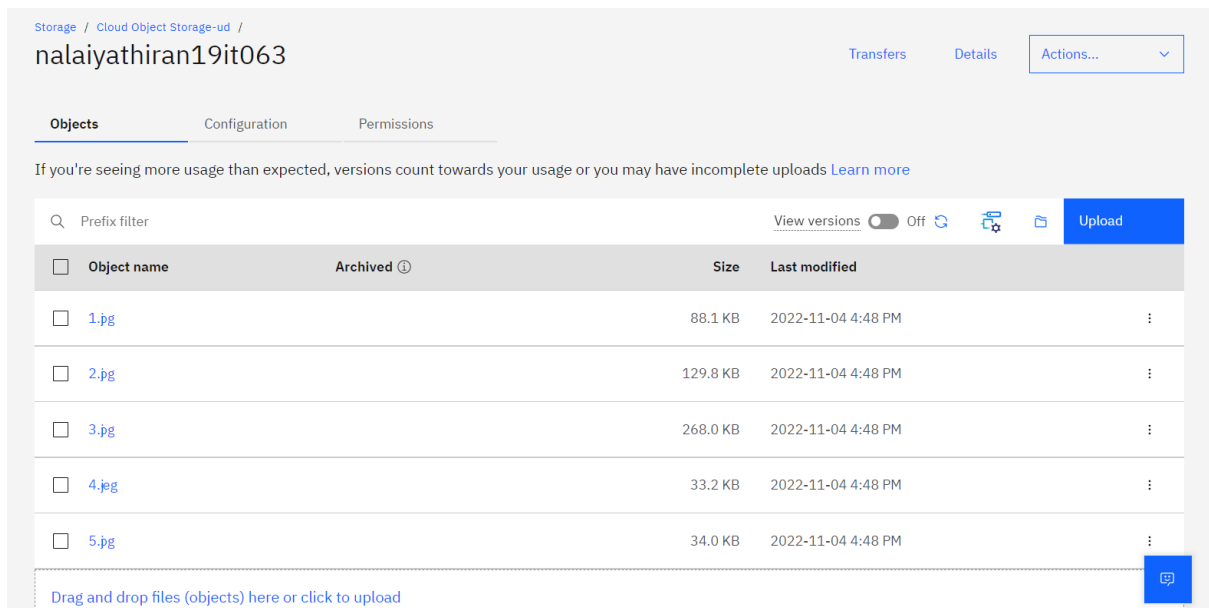 Storage / Cloud Object Storage-ud /
nalaiyathiran19it063
Transfers Details Actions...
Objects Configuration Permissions
If you're seeing more usage than expected, versions count towards your usage or you may have incomplete uploads Learn more
Prefix filter View versions Off Upload
Object name Archived Size Last modified
1.jpg 88.1 KB 2022-11-04 4:48 PM
2.jpg 129.8 KB 2022-11-04 4:48 PM
3.jpg 268.0 KB 2022-11-04 4:48 PM
4.jpeg 33.2 KB 2022-11-04 4:48 PM
5.jpg 34.0 KB 2022-11-04 4:48 PM
Drag and drop files (objects) here or click to upload